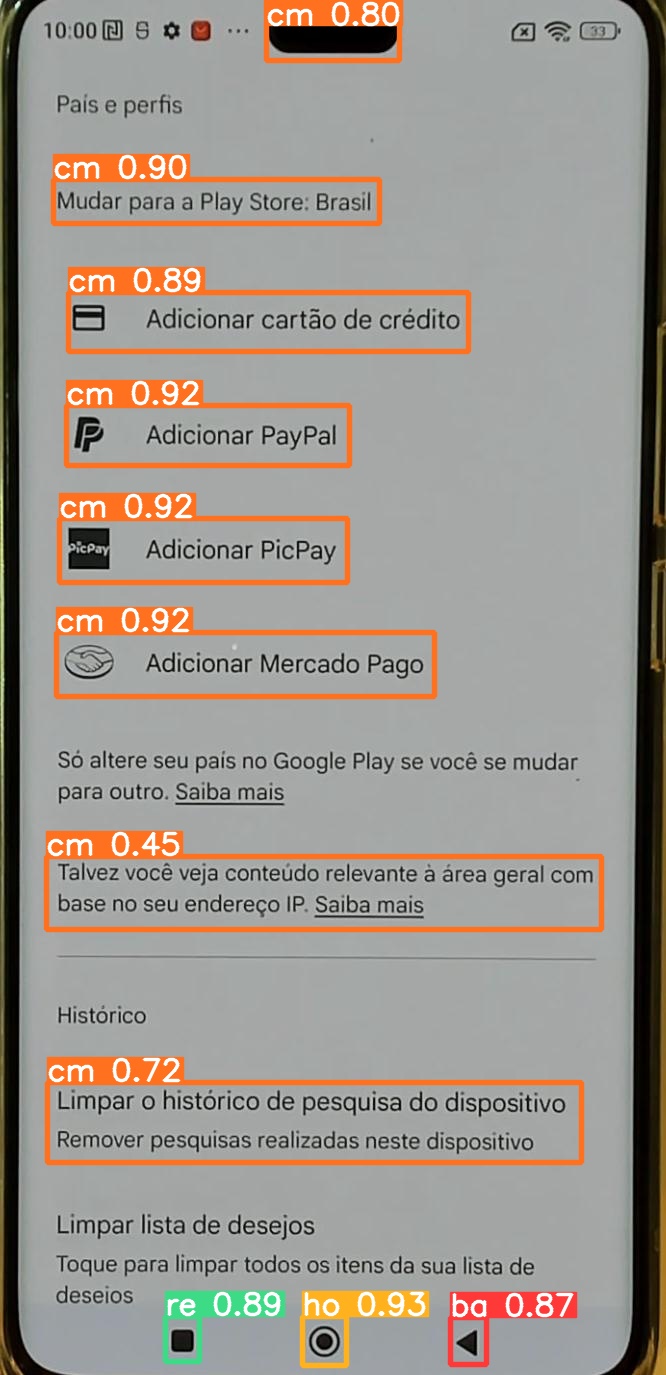 cm 0.80
10:00 ... 33
País e perfis
cm 0.90
Mudar para a Play Store: Brasil
cm 0.89
Adicionar cartão de crédito
cm 0.92
Adicionar PayPal
cm 0.92
PicPay Adicionar PicPay
cm 0.92
Adicionar Mercado Pago
Só altere seu país no Google Play se você se mudar
para outro. Saiba mais
cm 0.45
Talvez você veja conteúdo relevante à área geral com
base no seu endereço IP. Saiba mais
Histórico
cm 0.72
Limpar o histórico de pesquisa do dispositivo
Remover pesquisas realizadas neste dispositivo
Limpar lista de desejos
Toque para limpar todos os itens da sua lista de
desejos
re 0.89 ho 0.93 ba 0.87